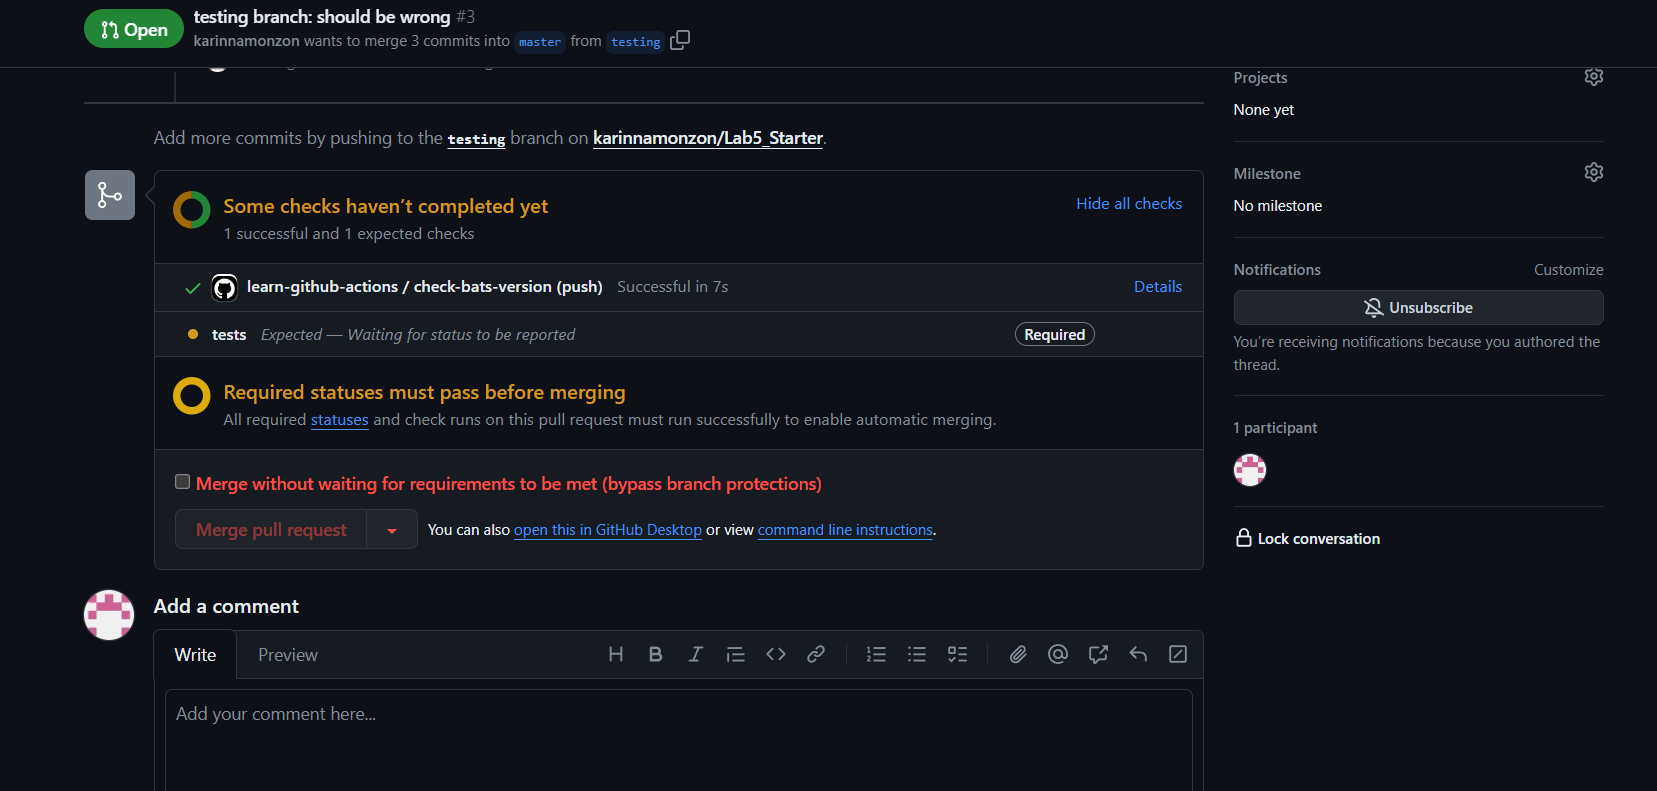 Open
testing branch: should be wrong #3
karinnamonzon wants to merge 3 commits into master from testing
Add more commits by pushing to the testing branch on karinnamonzon/Lab5_Starter.
Some checks haven't completed yet
1 successful and 1 expected checks
Hide all checks
learn-github-actions / check-bats-version (push) Successful in 7s
Details
tests Expected — Waiting for status to be reported
Required
Required statuses must pass before merging
All required statuses and check runs on this pull request must run successfully to enable automatic merging.
Merge without waiting for requirements to be met (bypass branch protections)
Merge pull request
You can also open this in GitHub Desktop or view command line instructions.
Add a comment
Write
Preview
Add your comment here...
Projects
None yet
Milestone
No milestone
Notifications
Customize
Unsubscribe
You're receiving notifications because you authored the
thread.
1 participant
Lock conversation